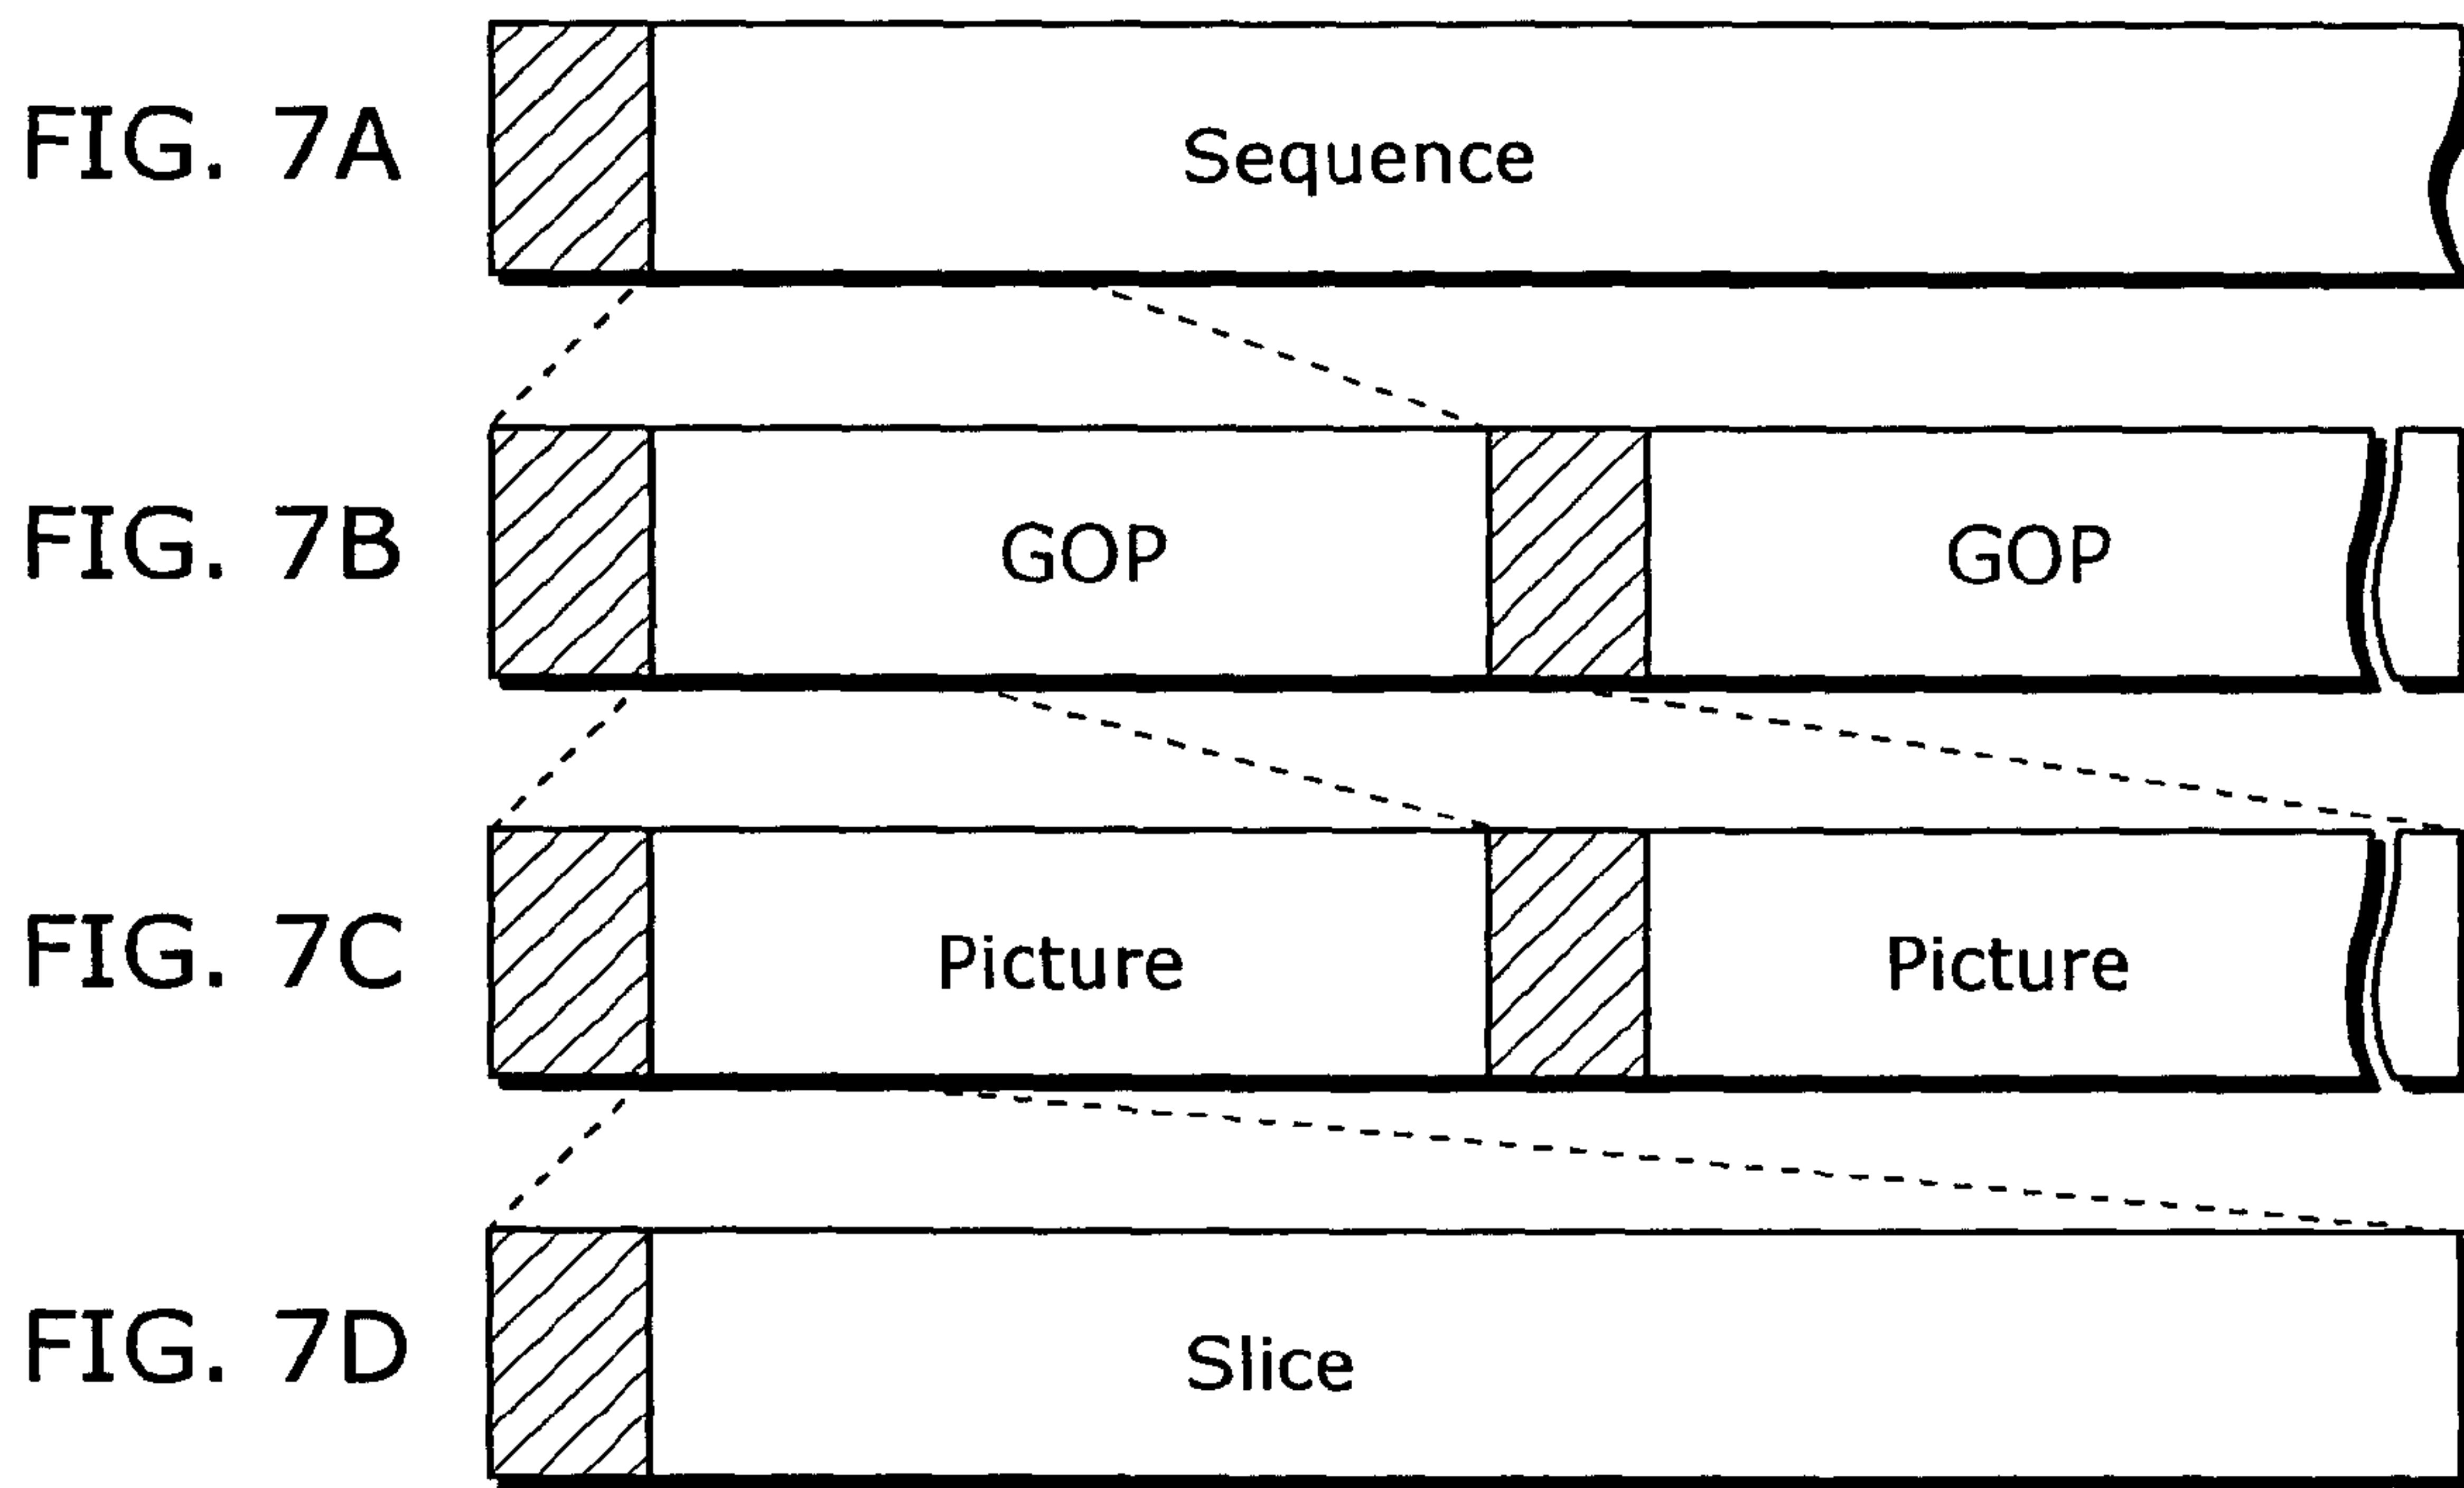 FIG. 7A Sequence
FIG. 7B GOP GOP
FIG. 7C Picture Picture
FIG. 7D Slice